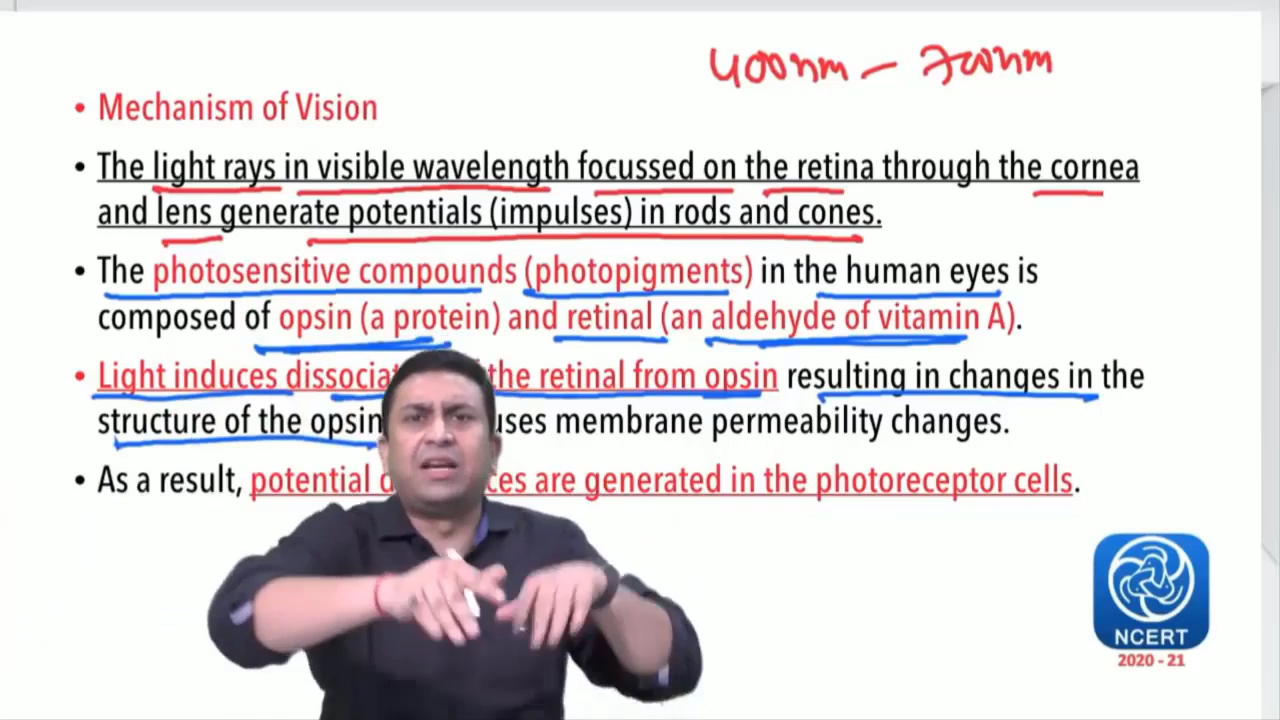 400nm – 700nm
• Mechanism of Vision
• The light rays in visible wavelength focussed on the retina through the cornea
and lens generate potentials (impulses) in rods and cones.
• The photosensitive compounds (photopigments) in the human eyes is
composed of opsin (a protein) and retinal (an aldehyde of vitamin A).
• Light induces the retinal from opsin resulting in changes in the
structure of the opsin membrane permeability changes.
• As a result, potential are generated in the photoreceptor cells.
NCERT
2020 - 21